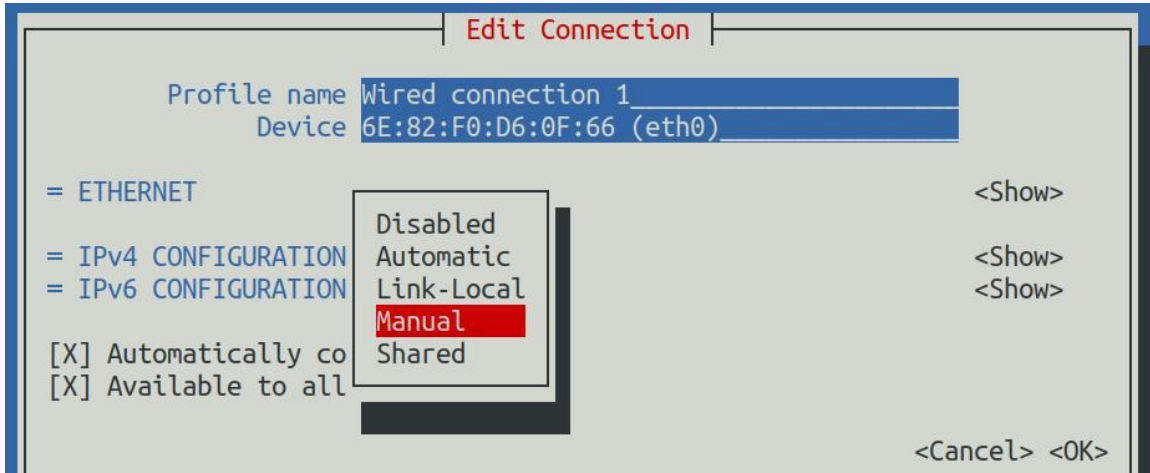 Edit Connection
Profile name Wired connection 1
Device 6E:82:F0:D6:0F:66 (eth0)
= ETHERNET <Show>
Disabled
= IPv4 CONFIGURATION Automatic <Show>
= IPv6 CONFIGURATION Link-Local <Show>
Manual
[X] Automatically co Shared
[X] Available to all
<Cancel> <OK>